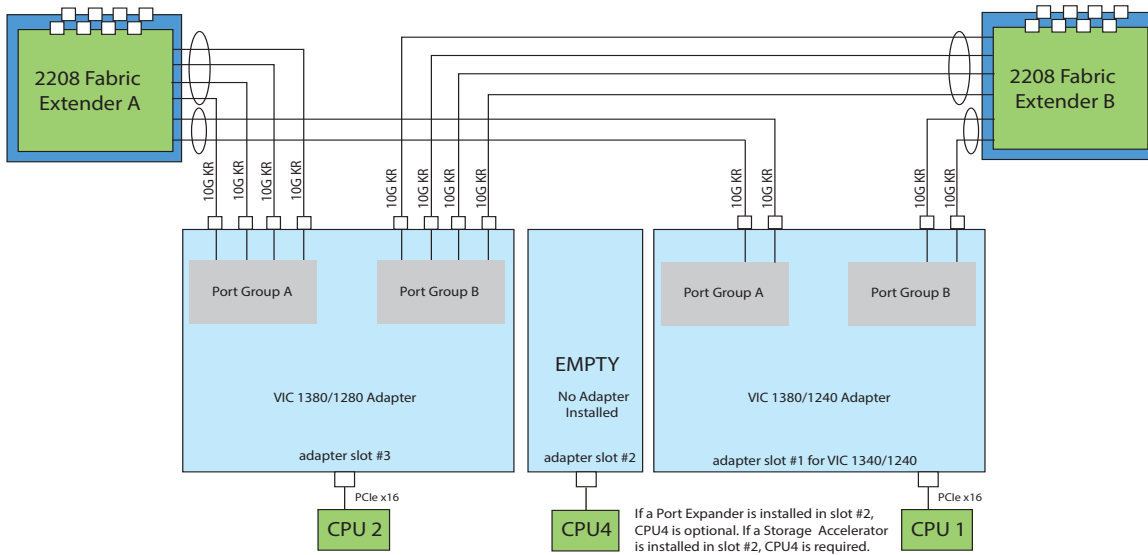 2208 Fabric
Extender A
2208 Fabric
Extender B
10G KR
10G KR
10G KR
10G KR
10G KR
10G KR
10G KR
10G KR
10G KR
10G KR
10G KR
10G KR
Port Group A
Port Group B
Port Group A
Port Group B
EMPTY
No Adapter
Installed
VIC 1380/1280 Adapter
VIC 1380/1240 Adapter
adapter slot #3
adapter slot #2
adapter slot #1 for VIC 1340/1240
PCIe x16
PCIe x16
CPU 2
CPU4
If a Port Expander is installed in slot #2,
CPU4 is optional. If a Storage Accelerator
is installed in slot #2, CPU4 is required.
CPU 1